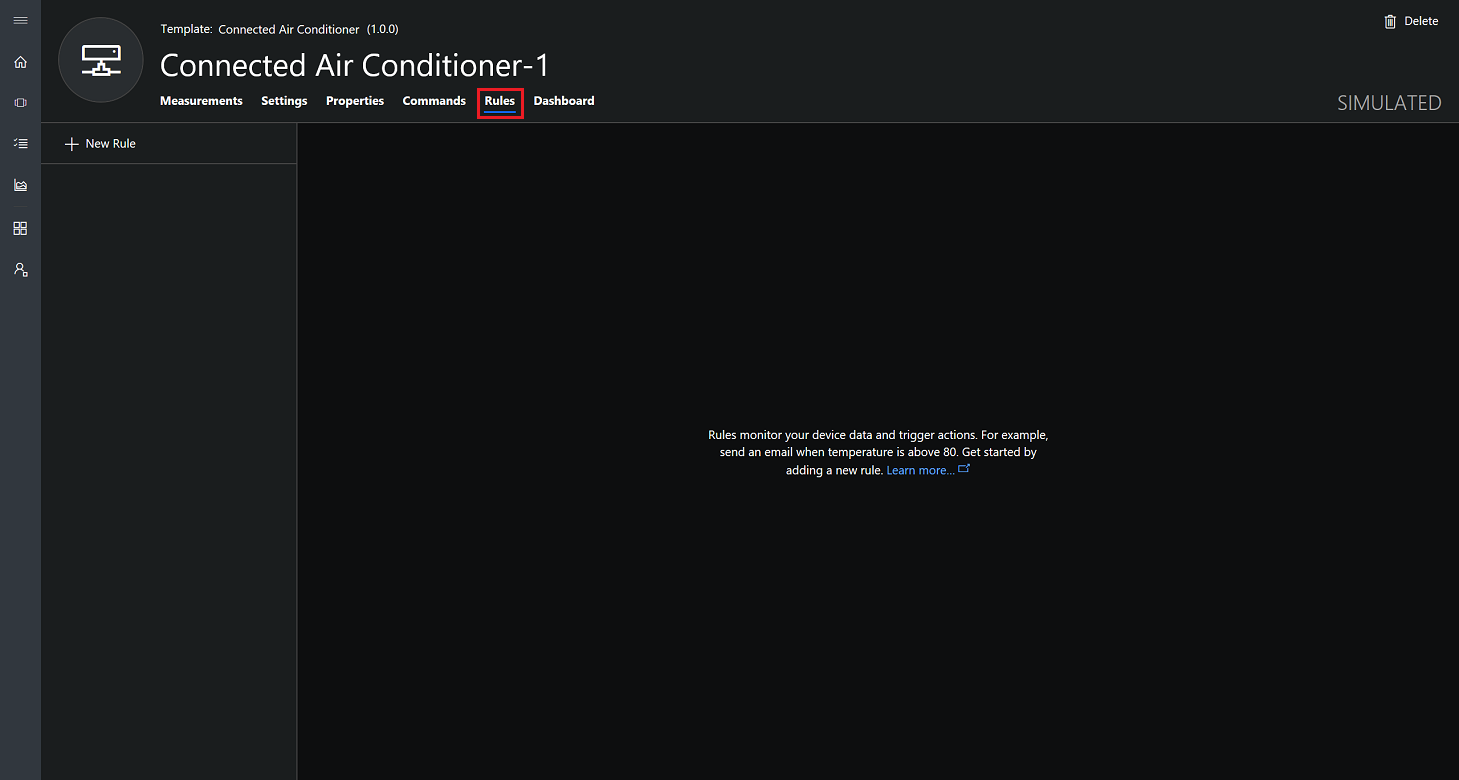 Template: Connected Air Conditioner (1.0.0)
Delete
Connected Air Conditioner-1
Measurements Settings Properties Commands Rules Dashboard
SIMULATED
New Rule
Rules monitor your device data and trigger actions. For example,
send an email when temperature is above 80. Get started by
adding a new rule. Learn more...